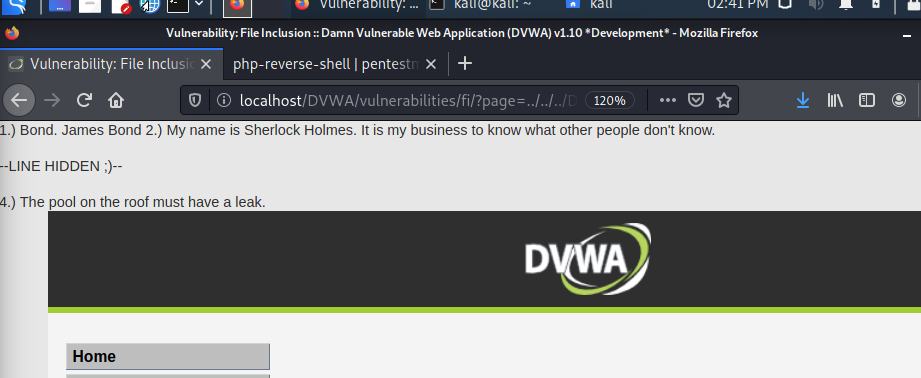 Vulnerability: ...
kali@kali: ~
kali
02:41 PM
Vulnerability: File Inclusion :: Damn Vulnerable Web Application (DVWA) v1.10 *Development* - Mozilla Firefox
Vulnerability: File Inclusio
php-reverse-shell | pentestm
localhost/DVWA/vulnerabilities/fi/?page=../../../D
120%
1.) Bond. James Bond 2.) My name is Sherlock Holmes. It is my business to know what other people don't know.
--LINE HIDDEN ;)--
4.) The pool on the roof must have a leak.
DVWA
Home